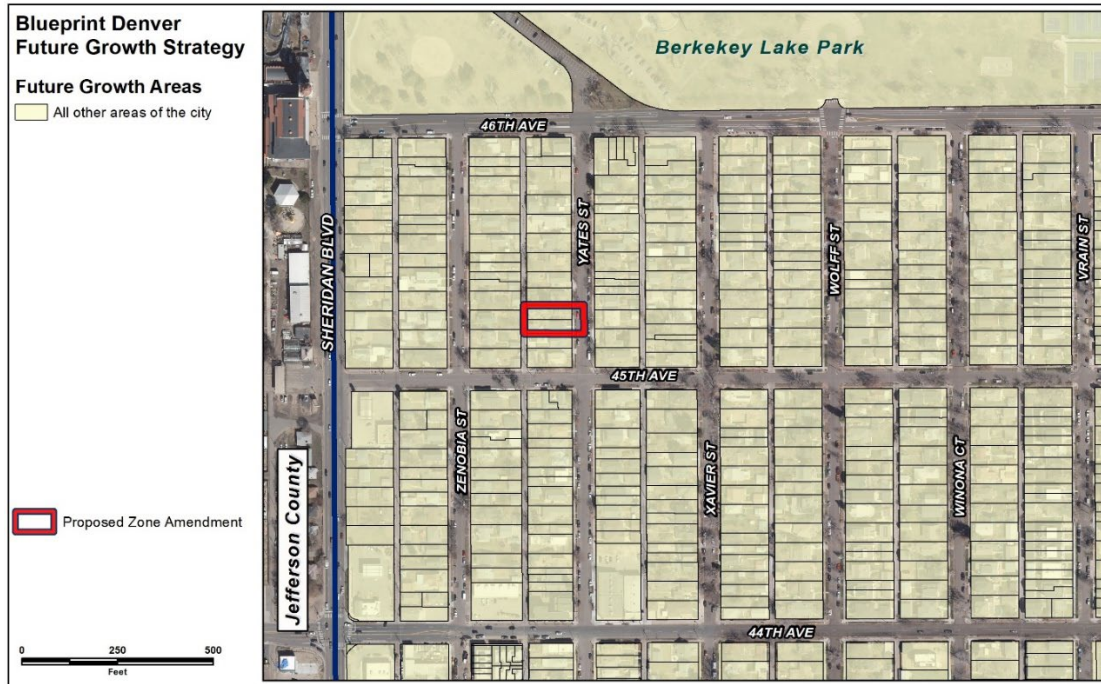 Blueprint Denver
Future Growth Strategy
Future Growth Areas
All other areas of the city
Proposed Zone Amendment
0 250 500
Feet
Berkekey Lake Park
46TH AVE
SHERIDAN BLVD
YATES ST
WOLFF ST
VRAIN ST
45TH AVE
ZENOBIA ST
XAVIER ST
WINONA CT
Jefferson County
44TH AVE